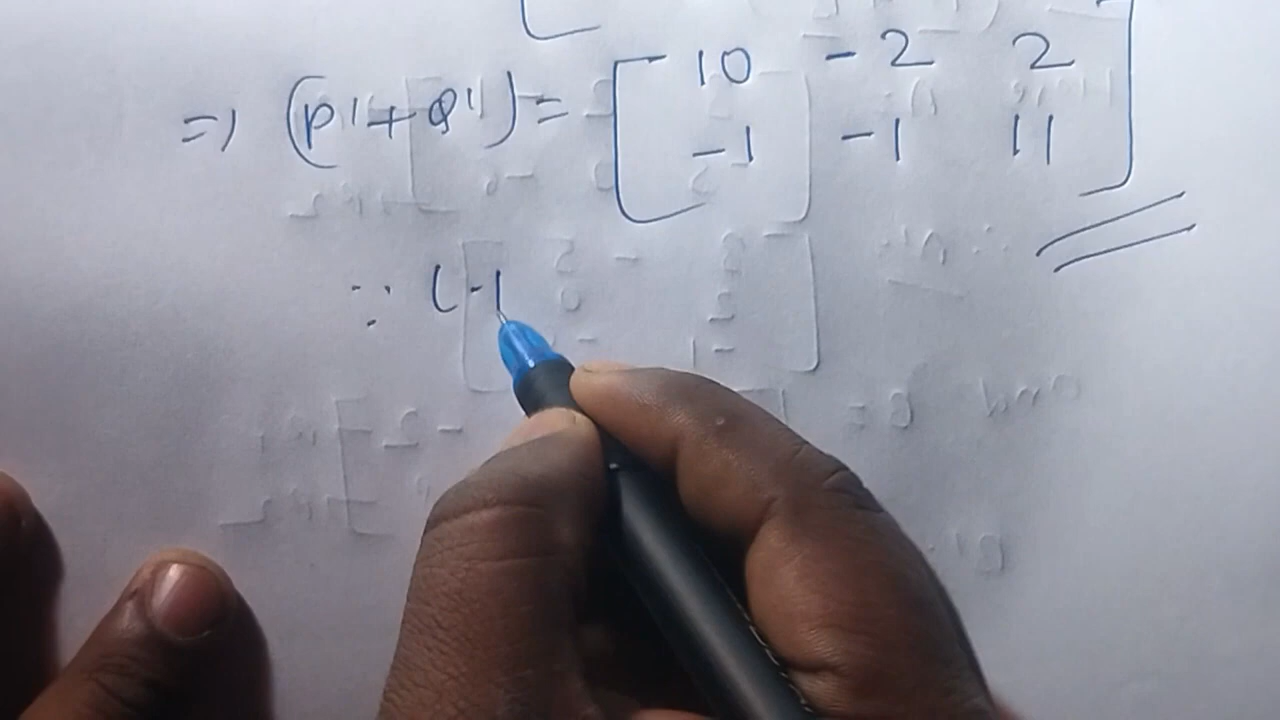 =) (P' + Q') = [ 10 -2 2
-1 -1 11 ]
∵ (-1